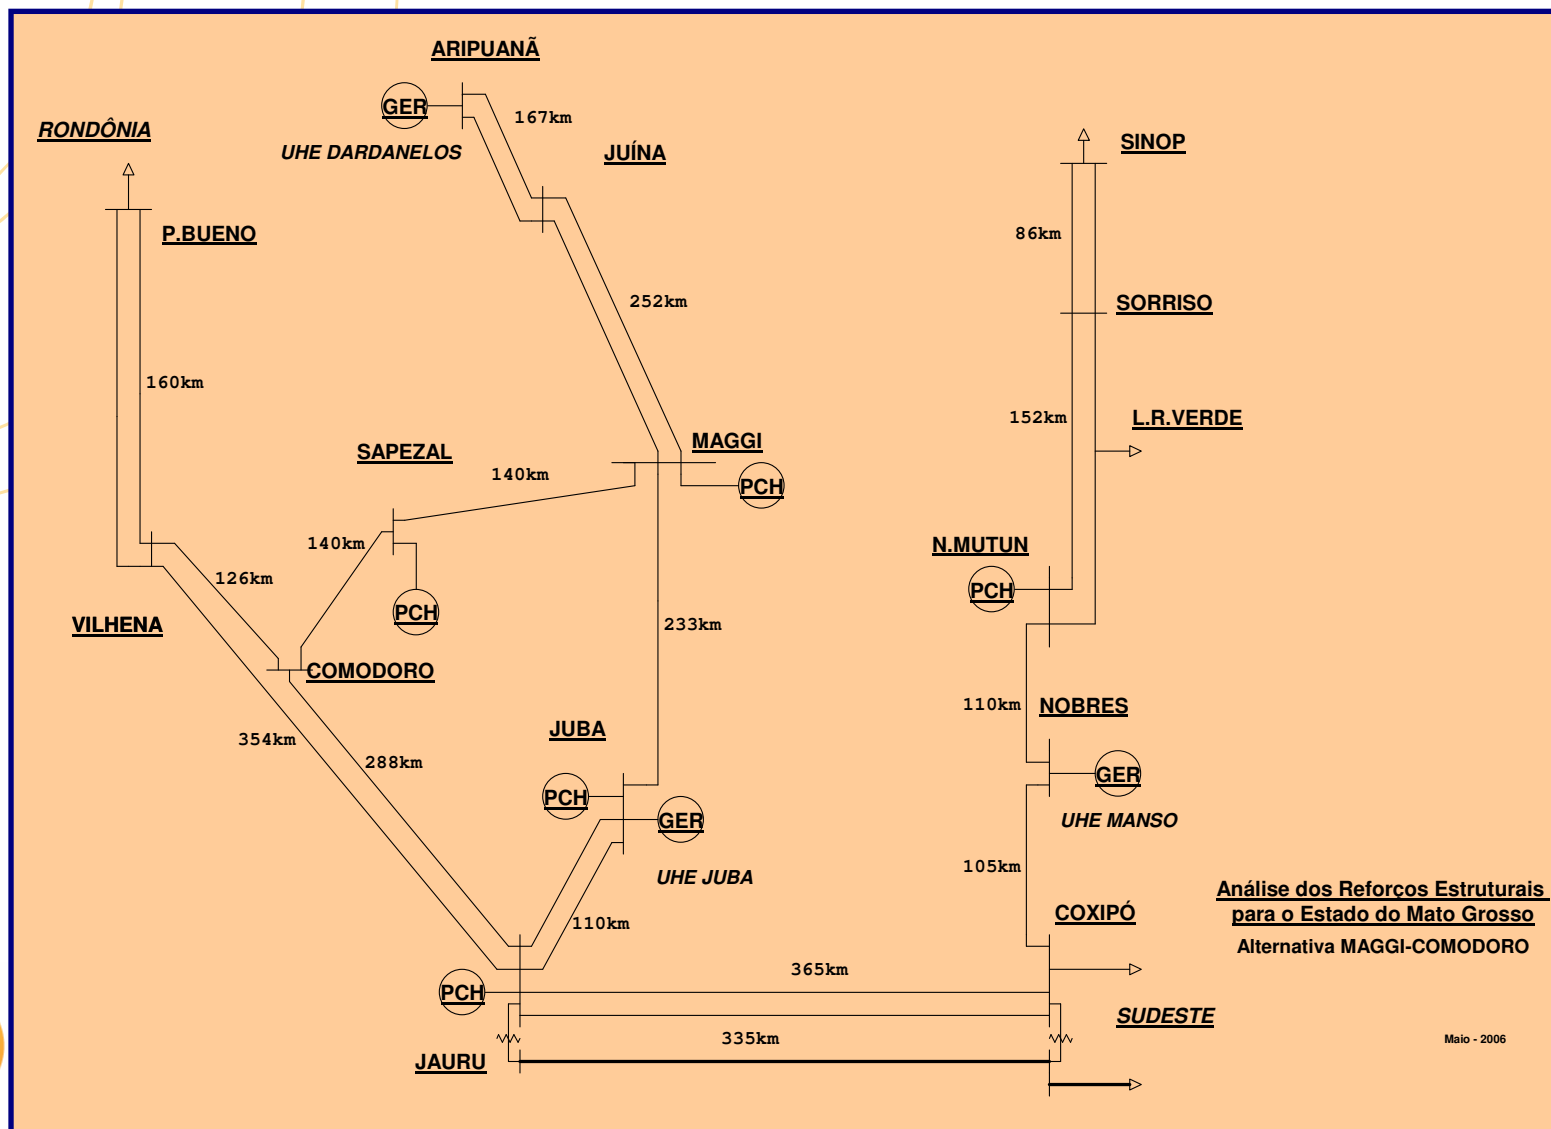 ARIPUANÃ
GER
167km
RONDÔNIA
UHE DARDANELOS
JUÍNA
SINOP
P.BUENO
86km
252km
SORRISO
160km
152km
L.R.VERDE
SAPEZAL
MAGGI
140km
PCH
140km
N.MUTUN
126km
PCH
PCH
VILHENA
233km
COMODORO
110km
NOBRES
JUBA
354km
288km
PCH
GER
GER
UHE MANSO
UHE JUBA
105km
Análise dos Reforços Estruturais
para o Estado do Mato Grosso
Alternativa MAGGI-COMODORO
110km
COXIPÓ
365km
PCH
SUDESTE
335km
Maio - 2006
JAURU